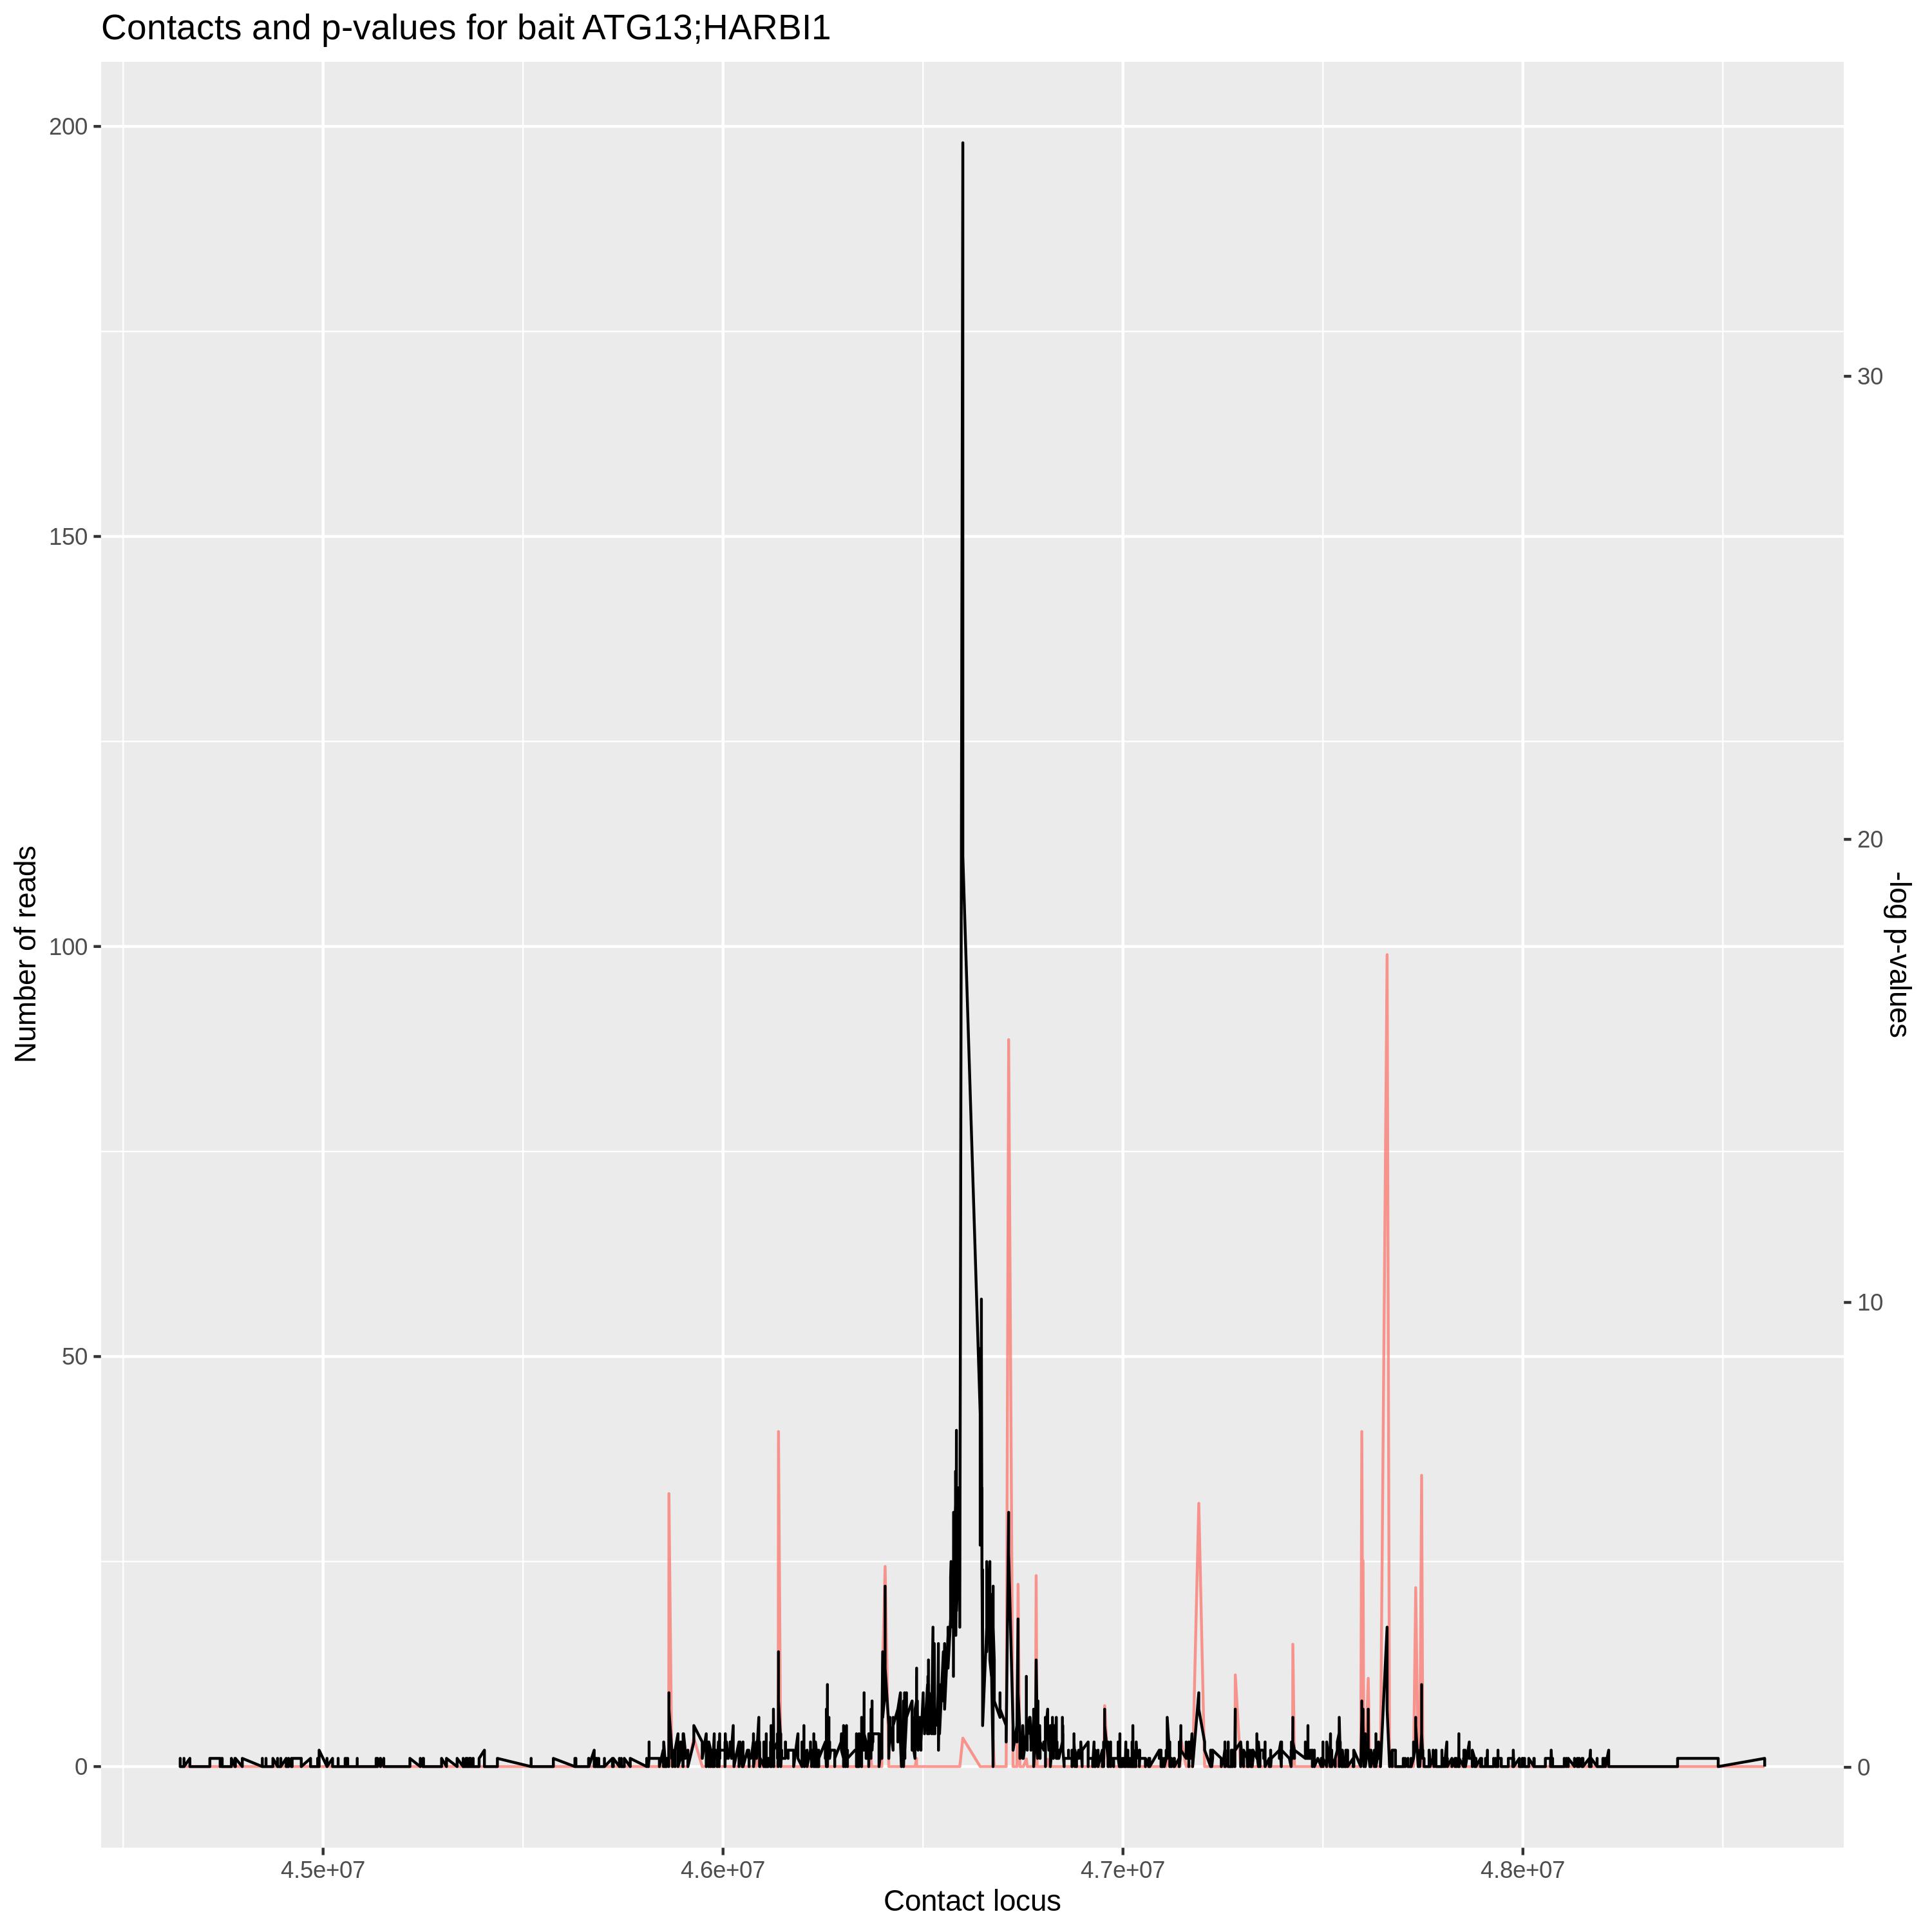 Contacts and p-values for bait ATG13;HARBI1
200
150
100
50
0
30
20
10
0
Number of reads
-log p-values
4.5e+07
4.6e+07
4.7e+07
4.8e+07
Contact locus